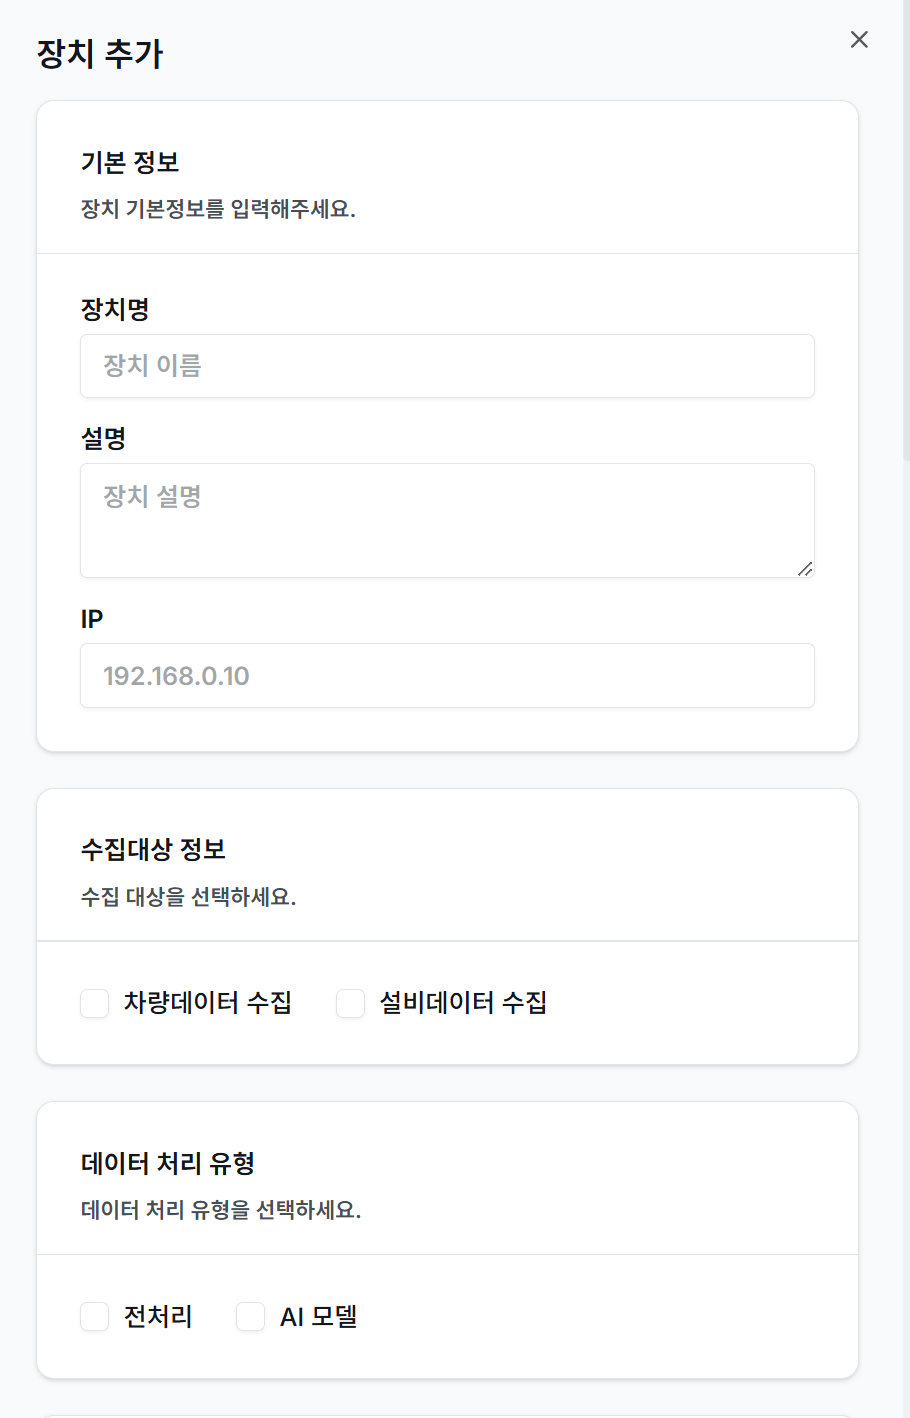 장치 추가
기본 정보
장치 기본정보를 입력해주세요.
장치명
장치 이름
설명
장치 설명
IP
192.168.0.10
수집대상 정보
수집 대상을 선택하세요.
차량데이터 수집 설비데이터 수집
데이터 처리 유형
데이터 처리 유형을 선택하세요.
전처리 AI 모델